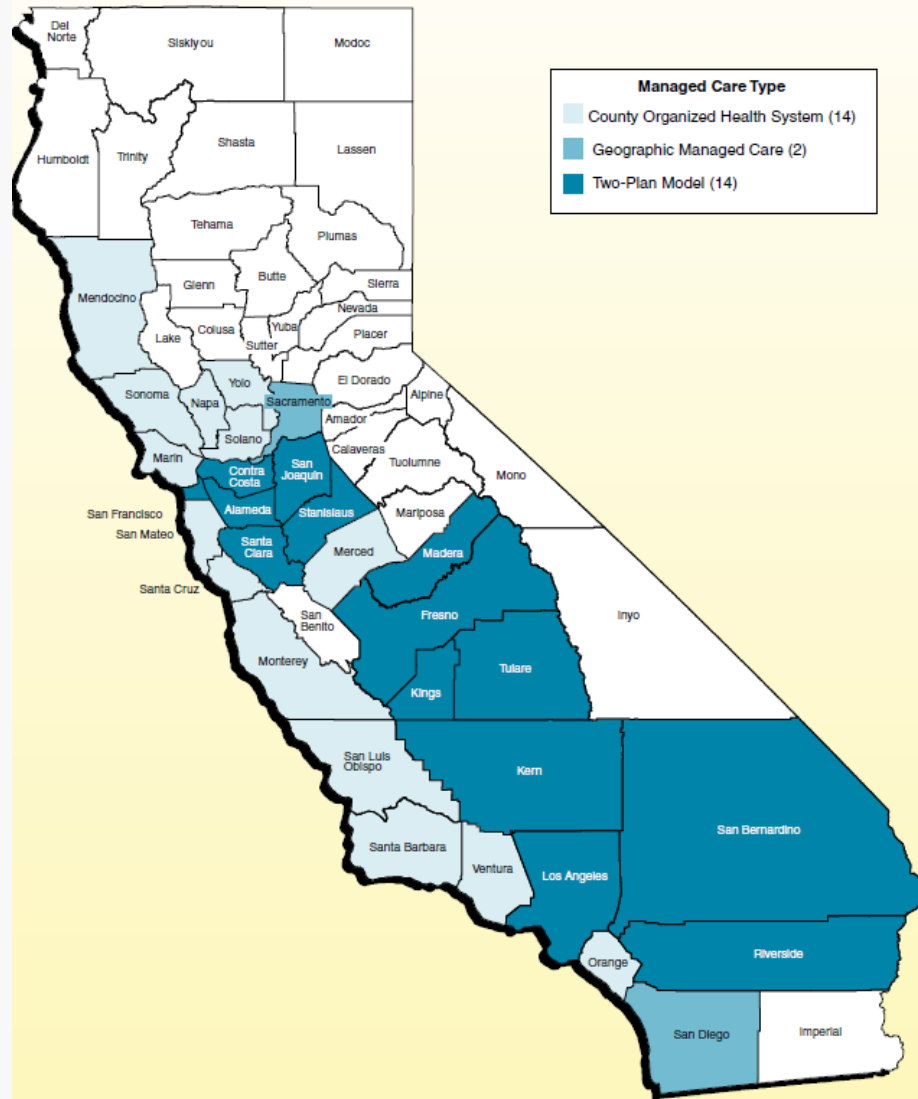 Del
Norte
Siskiyou
Modoc
Managed Care Type
County Organized Health System (14)
Geographic Managed Care (2)
Two-Plan Model (14)
Humboldt
Trinity
Shasta
Lassen
Tehama
Plumas
Mendocino
Glenn
Butte
Sierra
Nevada
Lake
Colusa
Yuba
Sutter
Placer
El Dorado
Yolo
Sonoma
Napa
Sacramento
Alpine
Amador
Solano
Calaveras
Marin
Contra
Costa
San
Joaquin
Tuolumne
Mono
San Francisco
Alameda
Stanislaus
Mariposa
San Mateo
Santa
Clara
Merced
Madera
Santa Cruz
San
Benito
Fresno
Inyo
Monterey
Tulare
Kings
San Luis
Obispo
Kern
San Bernardino
Santa Barbara
Ventura
Los Angeles
Orange
Riverside
San Diego
Imperial